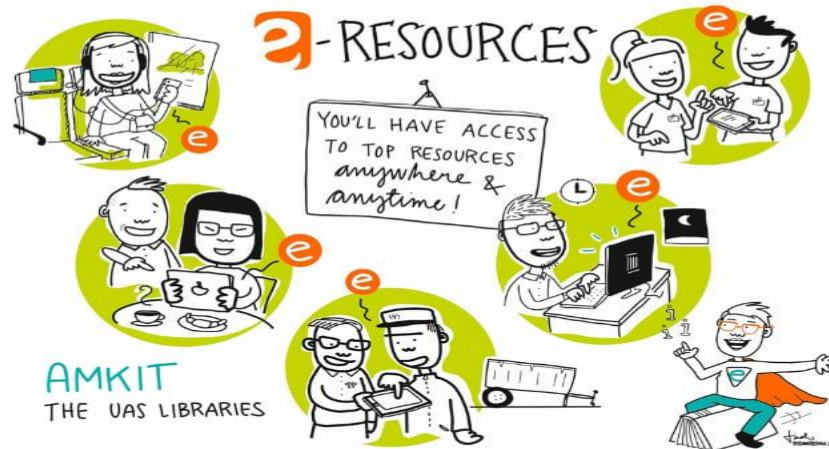 e-RESOURCES
YOU'LL HAVE ACCESS
TO TOP RESOURCES
anywhere &
anytime!
e
e
e
e
e
i
i i
AMKIT
THE UAS LIBRARIES